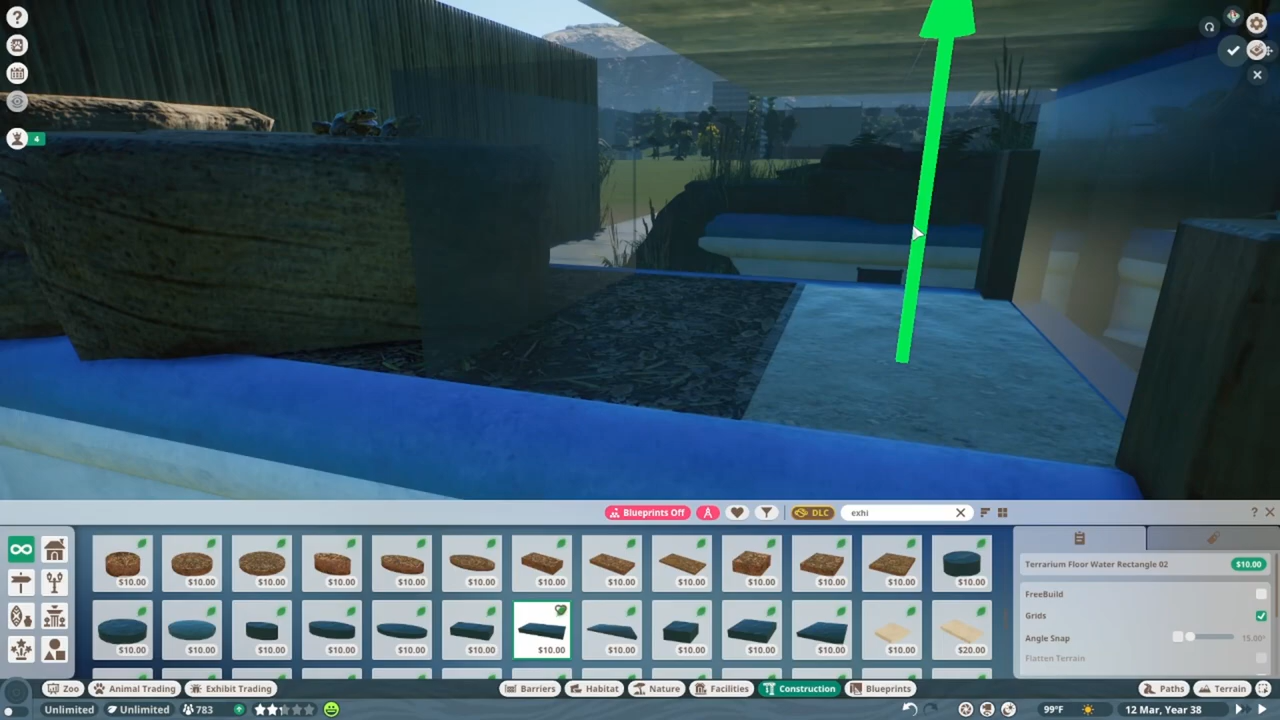 ?
4
Blueprints Off
DLC
exhi
? ×
$10.00 $10.00 $10.00 $10.00 $10.00 $10.00 $10.00 $10.00 $10.00 $10.00 $10.00 $10.00 $10.00
$10.00 $10.00 $10.00 $10.00 $10.00 $10.00 $10.00 $10.00 $10.00 $10.00 $10.00 $10.00 $20.00
Terrarium Floor Water Rectangle 02 $10.00
FreeBuild
Grids
Angle Snap 15.00°
Flatten Terrain
Zoo Animal Trading Exhibit Trading Barriers Habitat Nature Facilities Construction Blueprints Paths Terrain
Unlimited Unlimited 783 99°F 12 Mar, Year 38